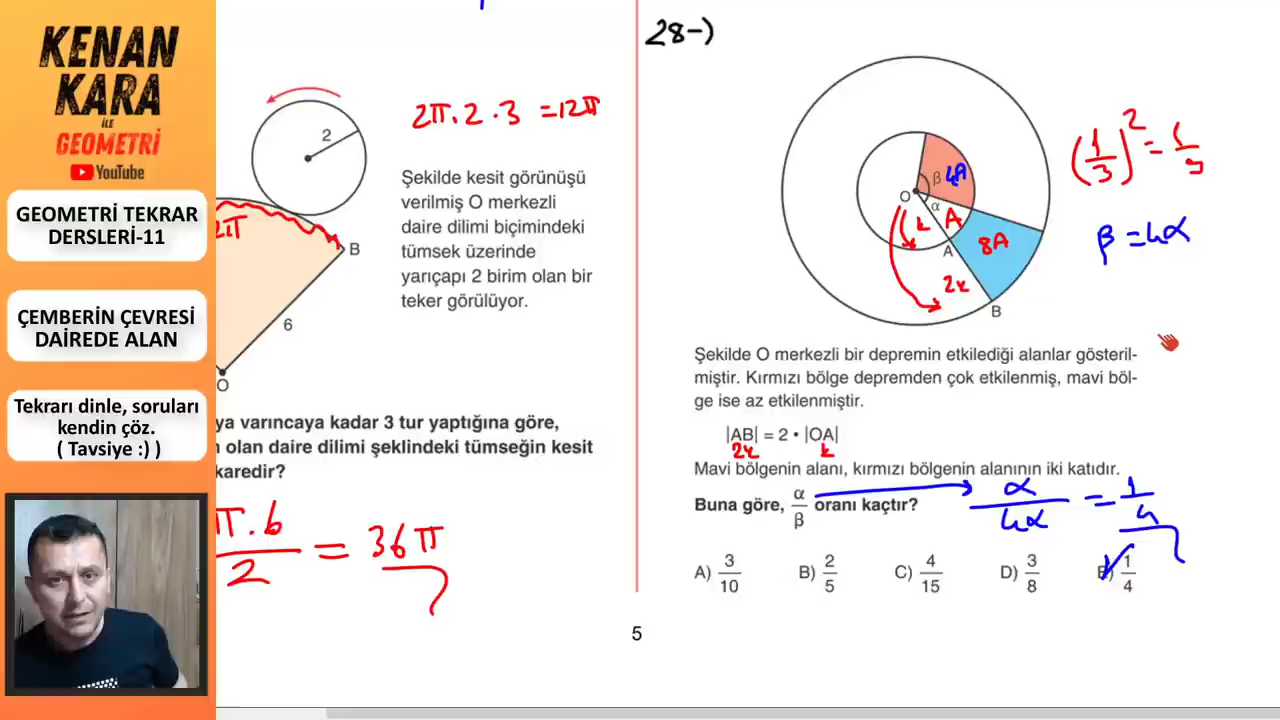 KENAN
KARA
İLE
GEOMETRİ
YouTube
GEOMETRİ TEKRAR
DERSLERİ-11
ÇEMBERİN ÇEVRESİ
DAİREDE ALAN
Tekrarı dinle, soruları
kendin çöz.
( Tavsiye :) )
2
2π.2.3 =12π
2π
B
6
O
Şekilde kesit görünüşü
verilmiş O merkezli
daire dilimi biçimindeki
tümsek üzerinde
yarıçapı 2 birim olan bir
teker görülüyor.
ya varıncaya kadar 3 tur yaptığına göre,
olan daire dilimi şeklindeki tümseğin kesit
karedir?
π.6
2
= 36π
28-)
β 4A
O α
k A
A 8A
2k
B
(1/3)² = 1/9
β = 4α
Şekilde O merkezli bir depremin etkilediği alanlar gösteril-
miştir. Kırmızı bölge depremden çok etkilenmiş, mavi böl-
ge ise az etkilenmiştir.
|AB| = 2 • |OA|
2k k
Mavi bölgenin alanı, kırmızı bölgenin alanının iki katıdır.
Buna göre, α/β oranı kaçtır?
α/4α = 1/4
A) 3/10 B) 2/5 C) 4/15 D) 3/8 E) 1/4
5